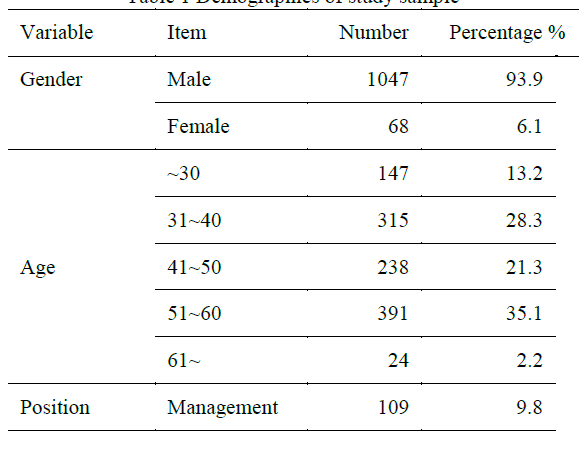 Table 1 Demographics of study sample
Variable Item Number Percentage %
Gender Male 1047 93.9
Female 68 6.1
~30 147 13.2
31~40 315 28.3
Age 41~50 238 21.3
51~60 391 35.1
61~ 24 2.2
Position Management 109 9.8